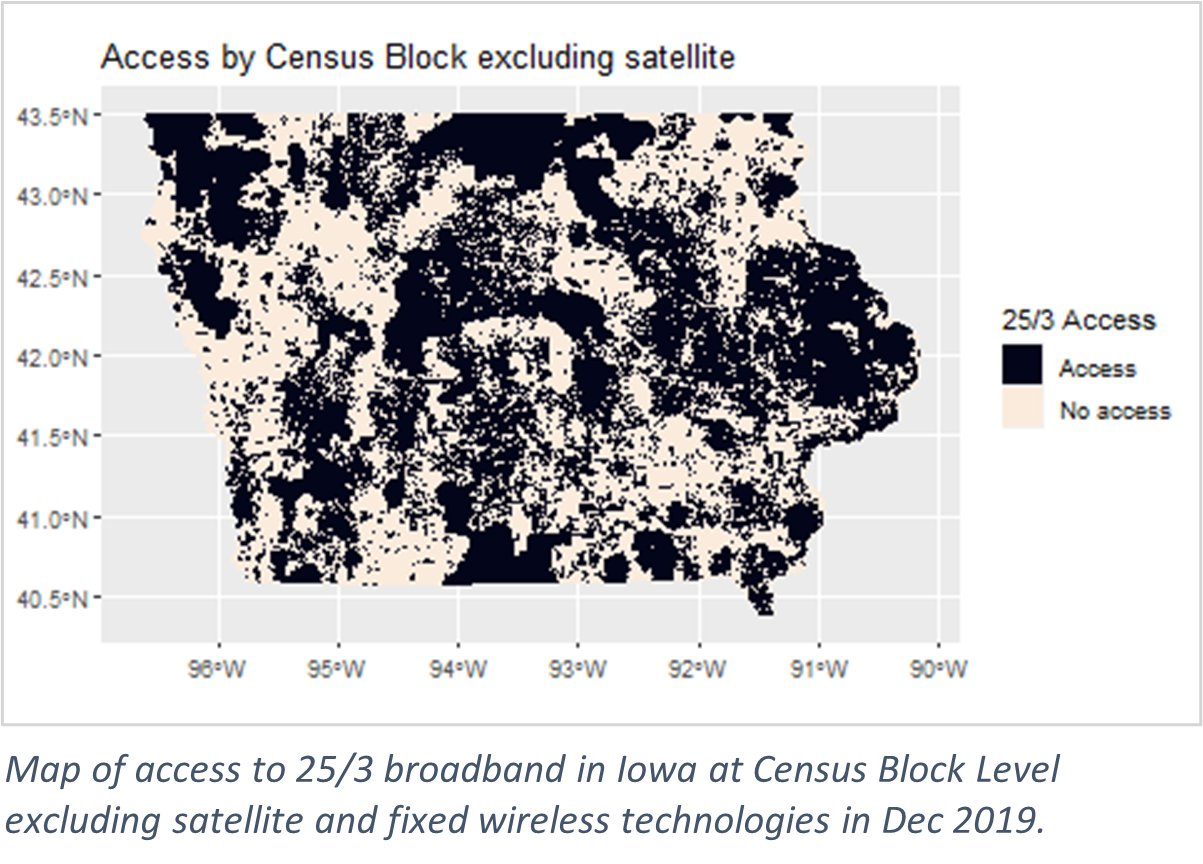 Access by Census Block excluding satellite
43.5°N
43.0°N
42.5°N
42.0°N
41.5°N
41.0°N
40.5°N
96°W 95°W 94°W 93°W 92°W 91°W 90°W
25/3 Access
Access
No access
Map of access to 25/3 broadband in Iowa at Census Block Level
excluding satellite and fixed wireless technologies in Dec 2019.